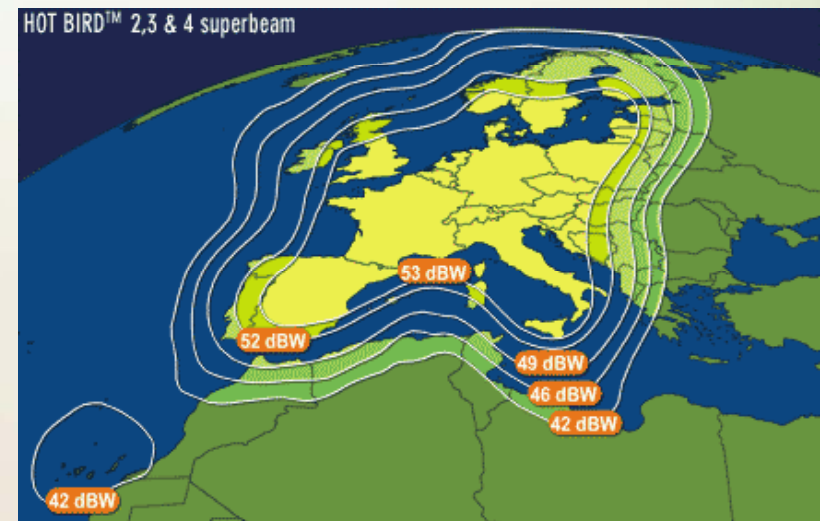 HOT BIRD™ 2,3 & 4 superbeam
53 dBW
52 dBW
49 dBW
46 dBW
42 dBW
42 dBW